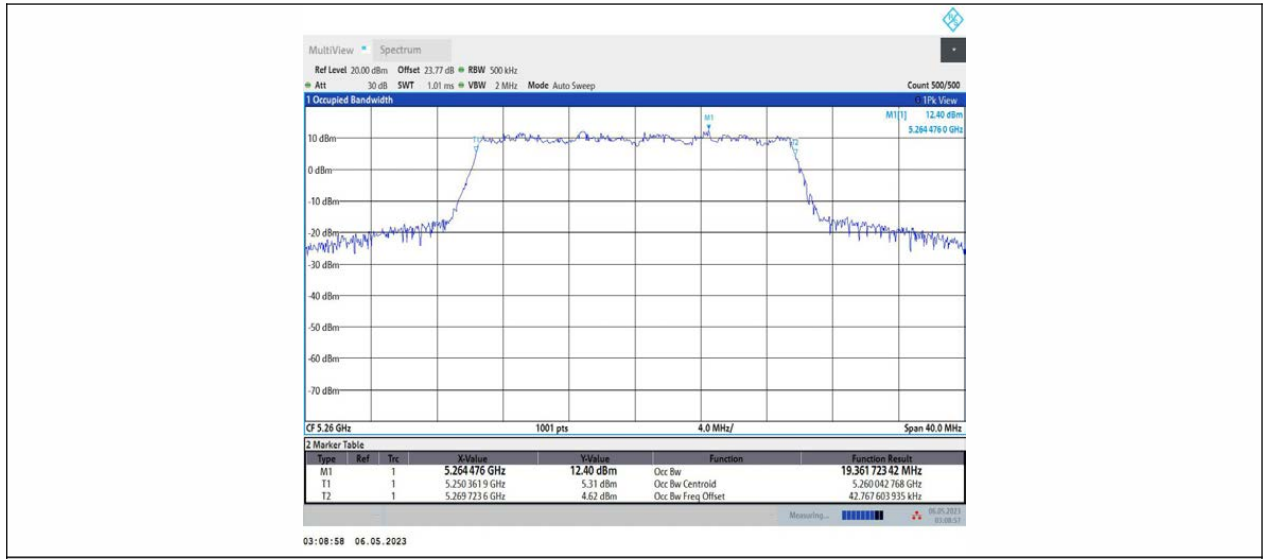 MultiView Spectrum
Ref Level 20.00 dBm Offset 23.77 dB RBW 500 kHz
Att 30 dB SWT 1.01 ms VBW 2 MHz Mode Auto Sweep Count 500/500
1 Occupied Bandwidth 1Pk View
M1[1] 12.40 dBm
5.264 476 0 GHz
M1
10 dBm
T1
T2
0 dBm
-10 dBm
-20 dBm
-30 dBm
-40 dBm
-50 dBm
-60 dBm
-70 dBm
CF 5.26 GHz 1001 pts 4.0 MHz/ Span 40.0 MHz
2 Marker Table
Type Ref Trc X-Value Y-Value Function Function Result
M1 1 5.264 476 GHz 12.40 dBm Occ Bw 19.361 723 42 MHz
T1 1 5.250 361 9 GHz 5.31 dBm Occ Bw Centroid 5.260 042 768 GHz
T2 1 5.269 723 6 GHz 4.62 dBm Occ Bw Freq Offset 42.767 603 935 kHz
Measuring... 06.05.2023
03:08:57
03:08:58 06.05.2023